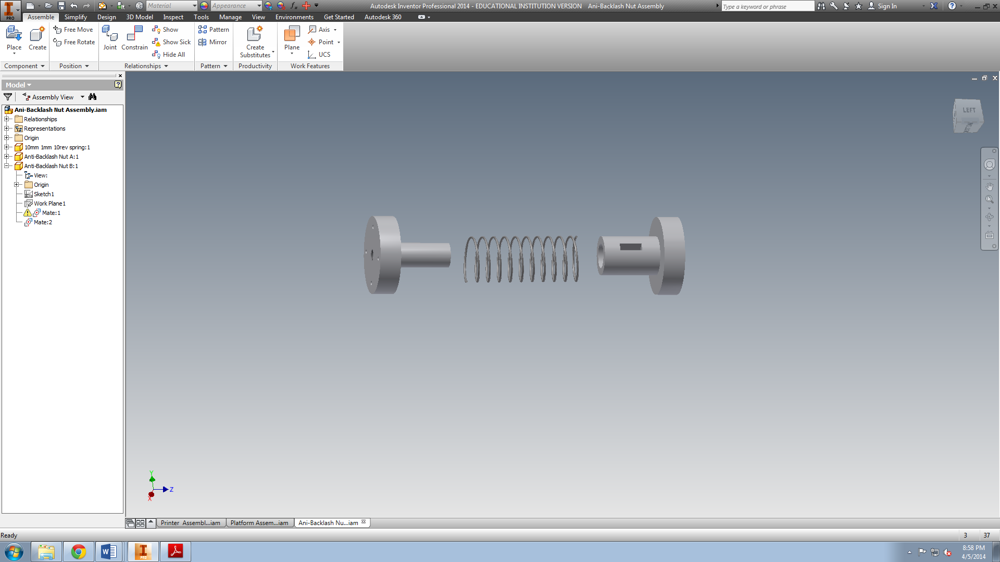 Material
Appearance
Autodesk Inventor Professional 2014 - EDUCATIONAL INSTITUTION VERSION Ani-Backlash Nut Assembly
Type a keyword or phrase
Sign In
PRO
Assemble Simplify Design 3D Model Inspect Tools Manage View Environments Get Started Autodesk 360
Place
Create
Free Move
Free Rotate
Joint
Constrain
Show
Show Sick
Hide All
Pattern
Mirror
Create
Substitutes
Plane
Axis
Point
UCS
Component Position Relationships Pattern Productivity Work Features
Model
Assembly View
Ani-Backlash Nut Assembly.iam
Relationships
Representations
Origin
10mm 1mm 10rev spring:1
Anti-Backlash Nut A:1
Anti-Backlash Nut B:1
View:
Origin
Sketch1
Work Plane1
Mate:1
Mate:2
LEFT
Y
Z
X
Printer Assembl...iam Platform Assem...iam Ani-Backlash Nu...iam
Ready
3 37
PRO
8:58 PM
4/5/2014